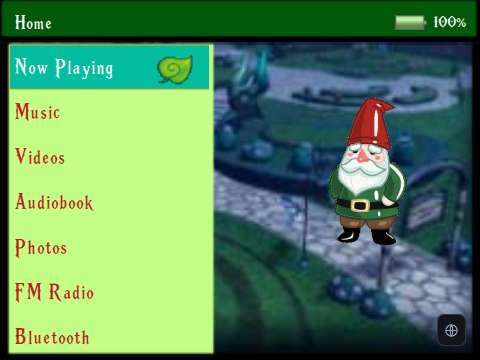 Home
100%
Now Playing
Music
Videos
Audiobook
Photos
FM Radio
Bluetooth